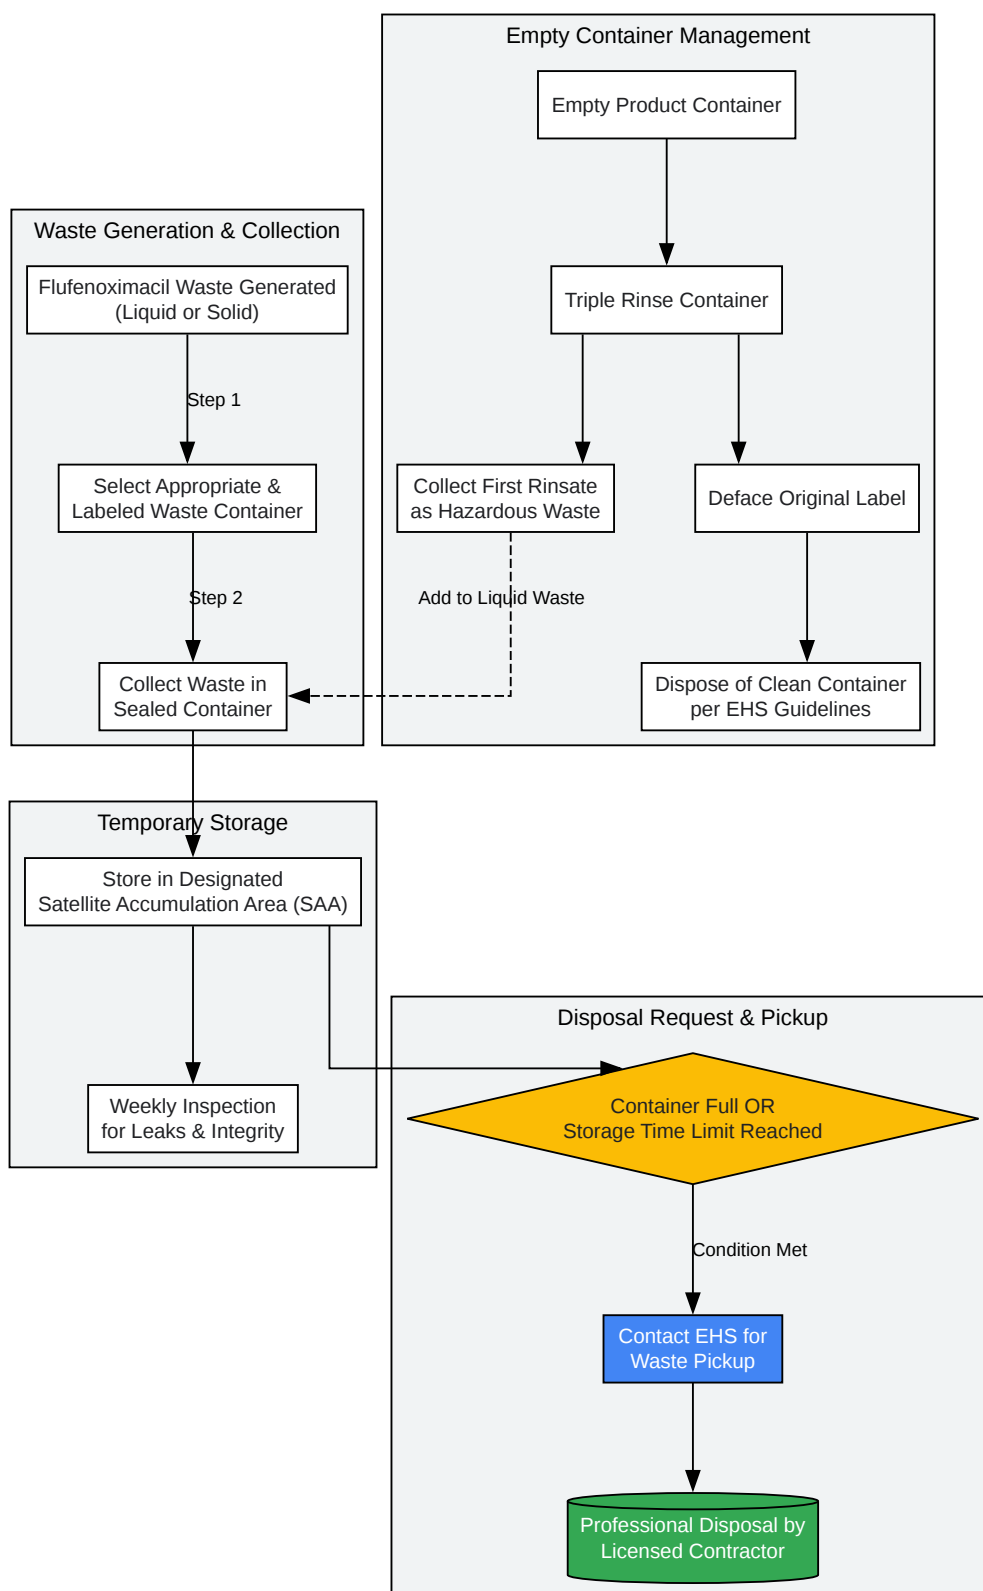 Empty Container Management
Empty Product Container
Triple Rinse Container
Collect First Rinsate
as Hazardous Waste
Deface Original Label
Add to Liquid Waste
Dispose of Clean Container
per EHS Guidelines
Waste Generation & Collection
Flufenoximacil Waste Generated
(Liquid or Solid)
Step 1
Select Appropriate &
Labeled Waste Container
Step 2
Collect Waste in
Sealed Container
Temporary Storage
Store in Designated
Satellite Accumulation Area (SAA)
Weekly Inspection
for Leaks & Integrity
Disposal Request & Pickup
Container Full OR
Storage Time Limit Reached
Condition Met
Contact EHS for
Waste Pickup
Professional Disposal by
Licensed Contractor